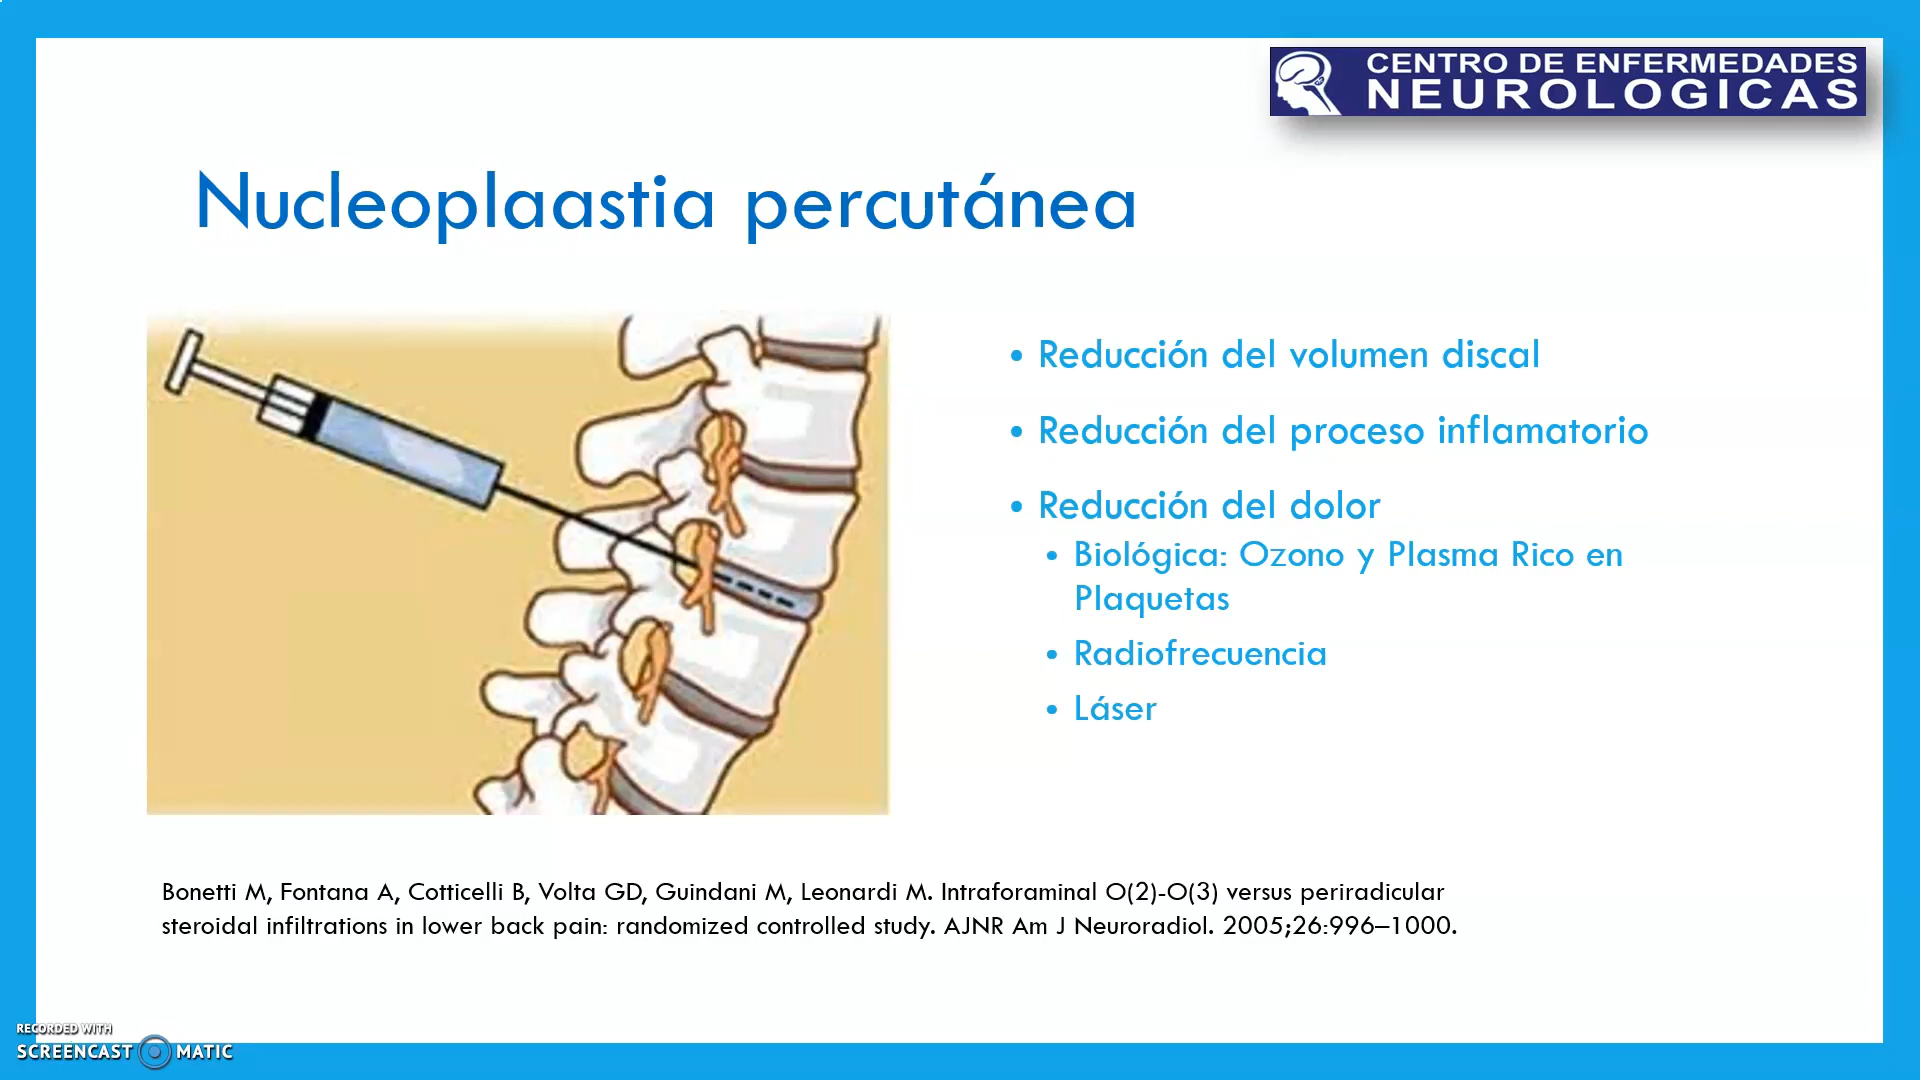 CENTRO DE ENFERMEDADES
NEUROLOGICAS
Nucleoplaastia percutánea
• Reducción del volumen discal
• Reducción del proceso inflamatorio
• Reducción del dolor
• Biológica: Ozono y Plasma Rico en
Plaquetas
• Radiofrecuencia
• Láser
Bonetti M, Fontana A, Cotticelli B, Volta GD, Guindani M, Leonardi M. Intraforaminal O(2)-O(3) versus periradicular
steroidal infiltrations in lower back pain: randomized controlled study. AJNR Am J Neuroradiol. 2005;26:996–1000.
RECORDED WITH
SCREENCAST MATIC